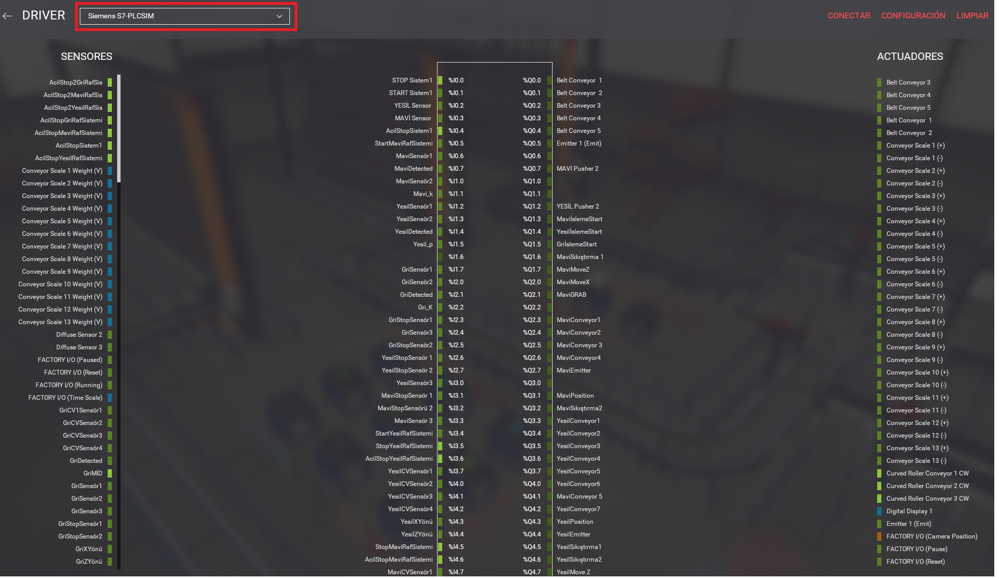 DRIVER
Siemens S7-PLCSIM
CONECTAR
CONFIGURACIÓN
LIMPIAR
SENSORES
AcilStop2GriRafSis
AcilStop2MaviRafSis
AcilStop2YesilRafSis
AcilStopGriRafSistemi
AcilStopMaviRafSistemi
AcilStopSistem1
AcilStopYesilRafSistemi
Conveyor Scale 1 Weight (V)
Conveyor Scale 2 Weight (V)
Conveyor Scale 3 Weight (V)
Conveyor Scale 4 Weight (V)
Conveyor Scale 5 Weight (V)
Conveyor Scale 6 Weight (V)
Conveyor Scale 7 Weight (V)
Conveyor Scale 8 Weight (V)
Conveyor Scale 9 Weight (V)
Conveyor Scale 10 Weight (V)
Conveyor Scale 11 Weight (V)
Conveyor Scale 12 Weight (V)
Conveyor Scale 13 Weight (V)
Diffuse Sensor 2
Diffuse Sensor 3
FACTORY I/O (Paused)
FACTORY I/O (Reset)
FACTORY I/O (Running)
FACTORY I/O (Time Scale)
GriCV1Sensör1
GriCVSensör2
GriCVSensör3
GriCVSensör4
GriDetected
GriMİD
GriSensör1
GriSensör2
GriSensör3
GriStopSensör1
GriStopSensör2
GriXYönü
GriZYönü
STOP Sistem1 %I0.0 %Q0.0 Belt Conveyor 1
START Sistem1 %I0.1 %Q0.1 Belt Conveyor 2
YESİL Sensor %I0.2 %Q0.2 Belt Conveyor 3
MAVİ Sensor %I0.3 %Q0.3 Belt Conveyor 4
AcilStopSistem1 %I0.4 %Q0.4 Belt Conveyor 5
StartMaviRafSistemi %I0.5 %Q0.5 Emitter 1 (Emit)
MaviSensör1 %I0.6 %Q0.6
MaviDetected %I0.7 %Q0.7 MAVİ Pusher 2
MaviSensör2 %I1.0 %Q1.0
Mavi_k %I1.1 %Q1.1
YesilSensör1 %I1.2 %Q1.2 YESİL Pusher 2
YesilSensör2 %I1.3 %Q1.3 MaviİslemeStart
YesilDetected %I1.4 %Q1.4 YesilİslemeStart
Yesil_p %I1.5 %Q1.5 GriİslemeStart
%I1.6 %Q1.6 MaviSıkıştırma 1
GriSensör1 %I1.7 %Q1.7 MaviMoveZ
GriSensör2 %I2.0 %Q2.0 MaviMoveX
GriDetected %I2.1 %Q2.1 MaviGRAB
Gri_K %I2.2 %Q2.2
GriStopSensör1 %I2.3 %Q2.3 MaviConveyor1
GriSensör3 %I2.4 %Q2.4 MaviConveyor2
GriStopSensör2 %I2.5 %Q2.5 MaviConveyor 3
YesilStopSensör 1 %I2.6 %Q2.6 MaviConveyor4
YesilStopSensör 2 %I2.7 %Q2.7 MaviEmitter
YesilSensör3 %I3.0 %Q3.0
MaviStopSensör 1 %I3.1 %Q3.1 MaviPosition
MaviStopSensörü 2 %I3.2 %Q3.2 MaviSıkıştırma2
MaviSensör 3 %I3.3 %Q3.3 YesilConveyor1
StartYesilRafSistemi %I3.4 %Q3.4 YesilConveyor2
StopYesilRafSistemi %I3.5 %Q3.5 YesilConveyor3
AcilStopYesilRafSistemi %I3.6 %Q3.6 YesilConveyor4
YesilCVSensör1 %I3.7 %Q3.7 YesilConveyor5
YesilCVSensör2 %I4.0 %Q4.0 YesilConveyor6
YesilCVSensör3 %I4.1 %Q4.1 MaviConveyor 5
YesilCVSensör4 %I4.2 %Q4.2 YesilConveyor7
YesilXYönü %I4.3 %Q4.3 YesilPosition
YesilZYönü %I4.4 %Q4.4 YesilEmitter
StopMaviRafSistemi %I4.5 %Q4.5 YesilSıkıştırma1
AcilStopMaviRafSistemi %I4.6 %Q4.6 YesilSıkıştırma2
MaviCVSensör1 %I4.7 %Q4.7 YesilMove Z
ACTUADORES
Belt Conveyor 3
Belt Conveyor 4
Belt Conveyor 5
Belt Conveyor 1
Belt Conveyor 2
Conveyor Scale 1 (+)
Conveyor Scale 1 (-)
Conveyor Scale 2 (+)
Conveyor Scale 2 (-)
Conveyor Scale 3 (+)
Conveyor Scale 3 (-)
Conveyor Scale 4 (+)
Conveyor Scale 4 (-)
Conveyor Scale 5 (+)
Conveyor Scale 5 (-)
Conveyor Scale 6 (+)
Conveyor Scale 6 (-)
Conveyor Scale 7 (+)
Conveyor Scale 7 (-)
Conveyor Scale 8 (+)
Conveyor Scale 8 (-)
Conveyor Scale 9 (+)
Conveyor Scale 9 (-)
Conveyor Scale 10 (+)
Conveyor Scale 10 (-)
Conveyor Scale 11 (+)
Conveyor Scale 11 (-)
Conveyor Scale 12 (+)
Conveyor Scale 12 (-)
Conveyor Scale 13 (+)
Conveyor Scale 13 (-)
Curved Roller Conveyor 1 CW
Curved Roller Conveyor 2 CW
Curved Roller Conveyor 3 CW
Digital Display 1
Emitter 1 (Emit)
FACTORY I/O (Camera Position)
FACTORY I/O (Pause)
FACTORY I/O (Reset)